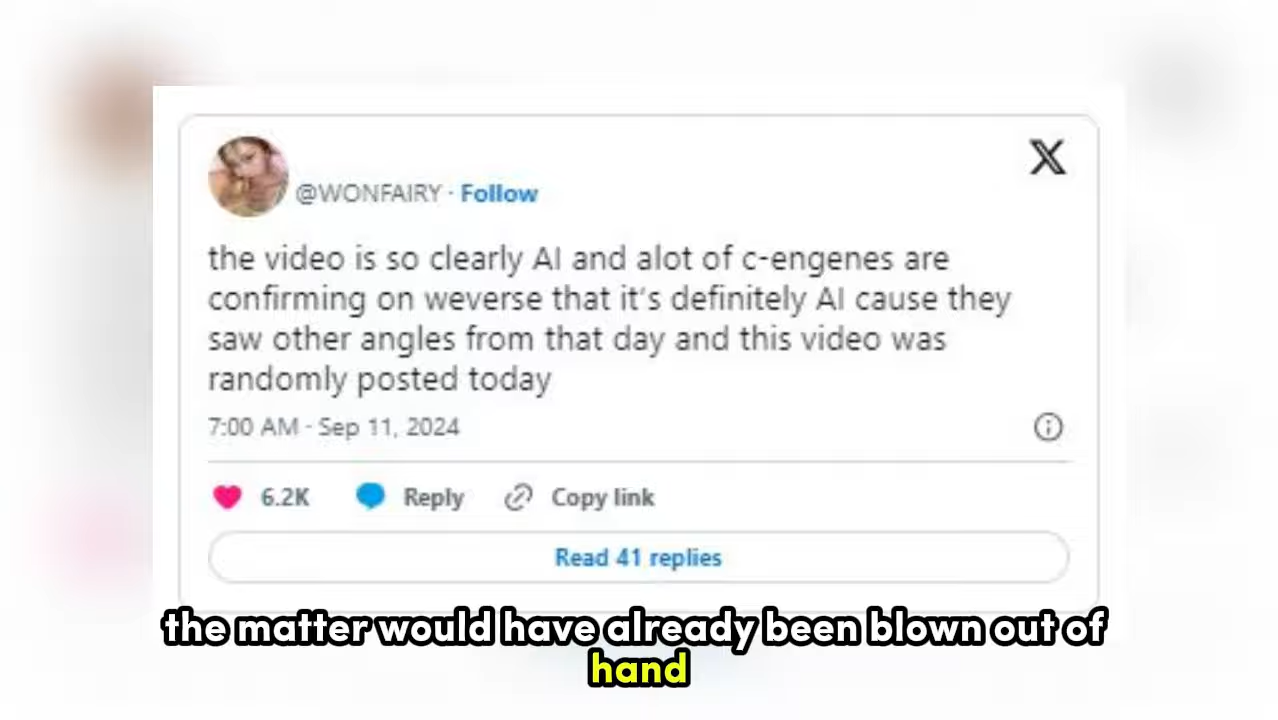 @WONFAIRY · Follow
the video is so clearly AI and alot of c-engenes are
confirming on weverse that it's definitely AI cause they
saw other angles from that day and this video was
randomly posted today
7:00 AM · Sep 11, 2024
6.2K Reply Copy link
Read 41 replies
the matter would have already been blown out of
hand